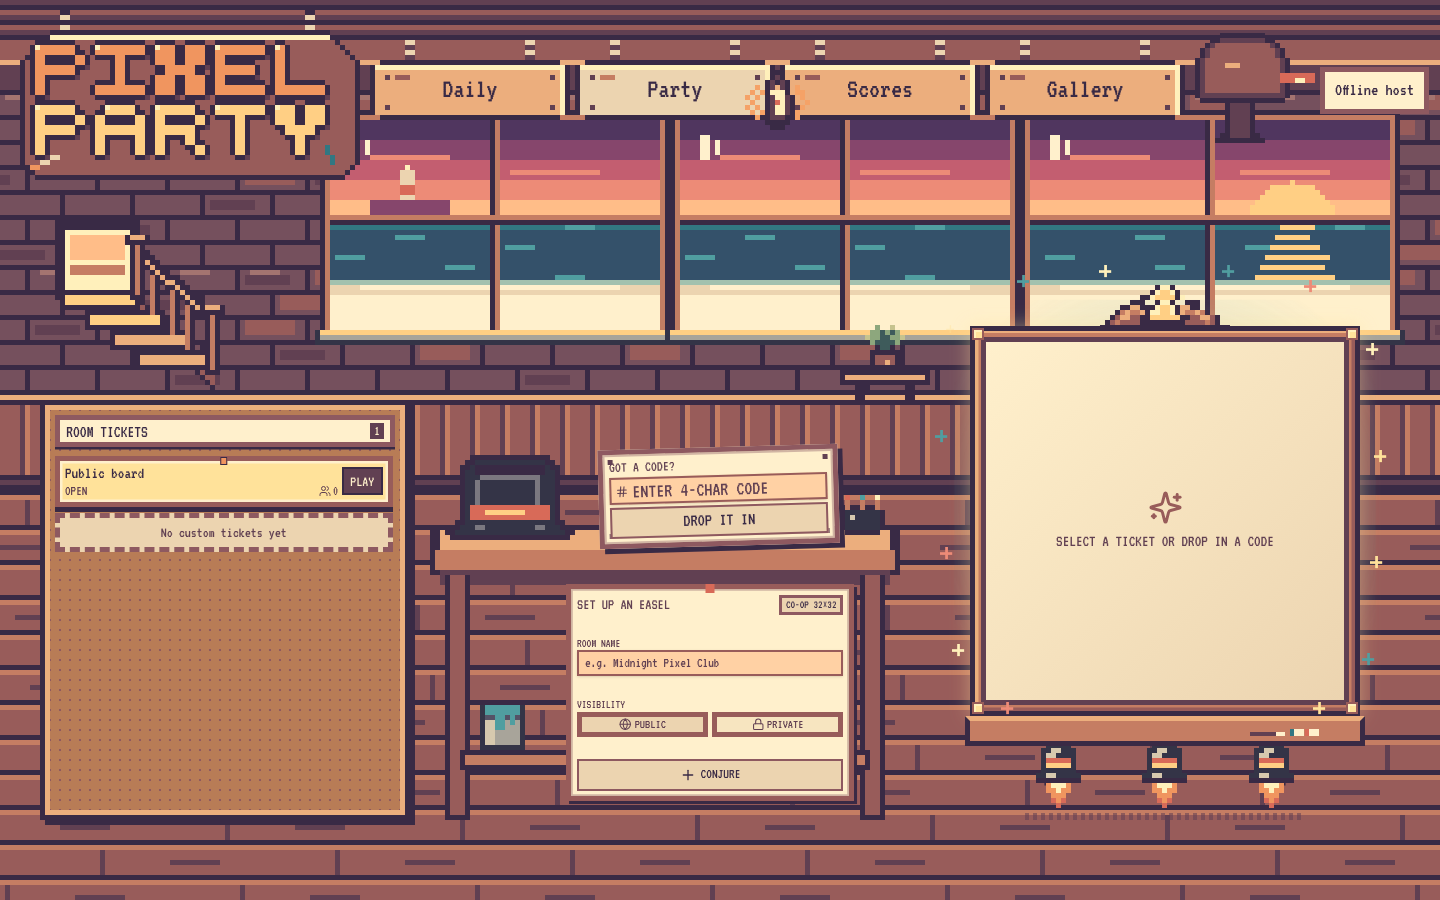 PIXEL
PARTY
Daily
Party
Scores
Gallery
Offline host
ROOM TICKETS
1
Public board
OPEN
0
PLAY
No custom tickets yet
GOT A CODE?
# ENTER 4-CHAR CODE
DROP IT IN
SET UP AN EASEL
CO-OP 32×32
ROOM NAME
e.g. Midnight Pixel Club
VISIBILITY
PUBLIC
PRIVATE
CONJURE
SELECT A TICKET OR DROP IN A CODE